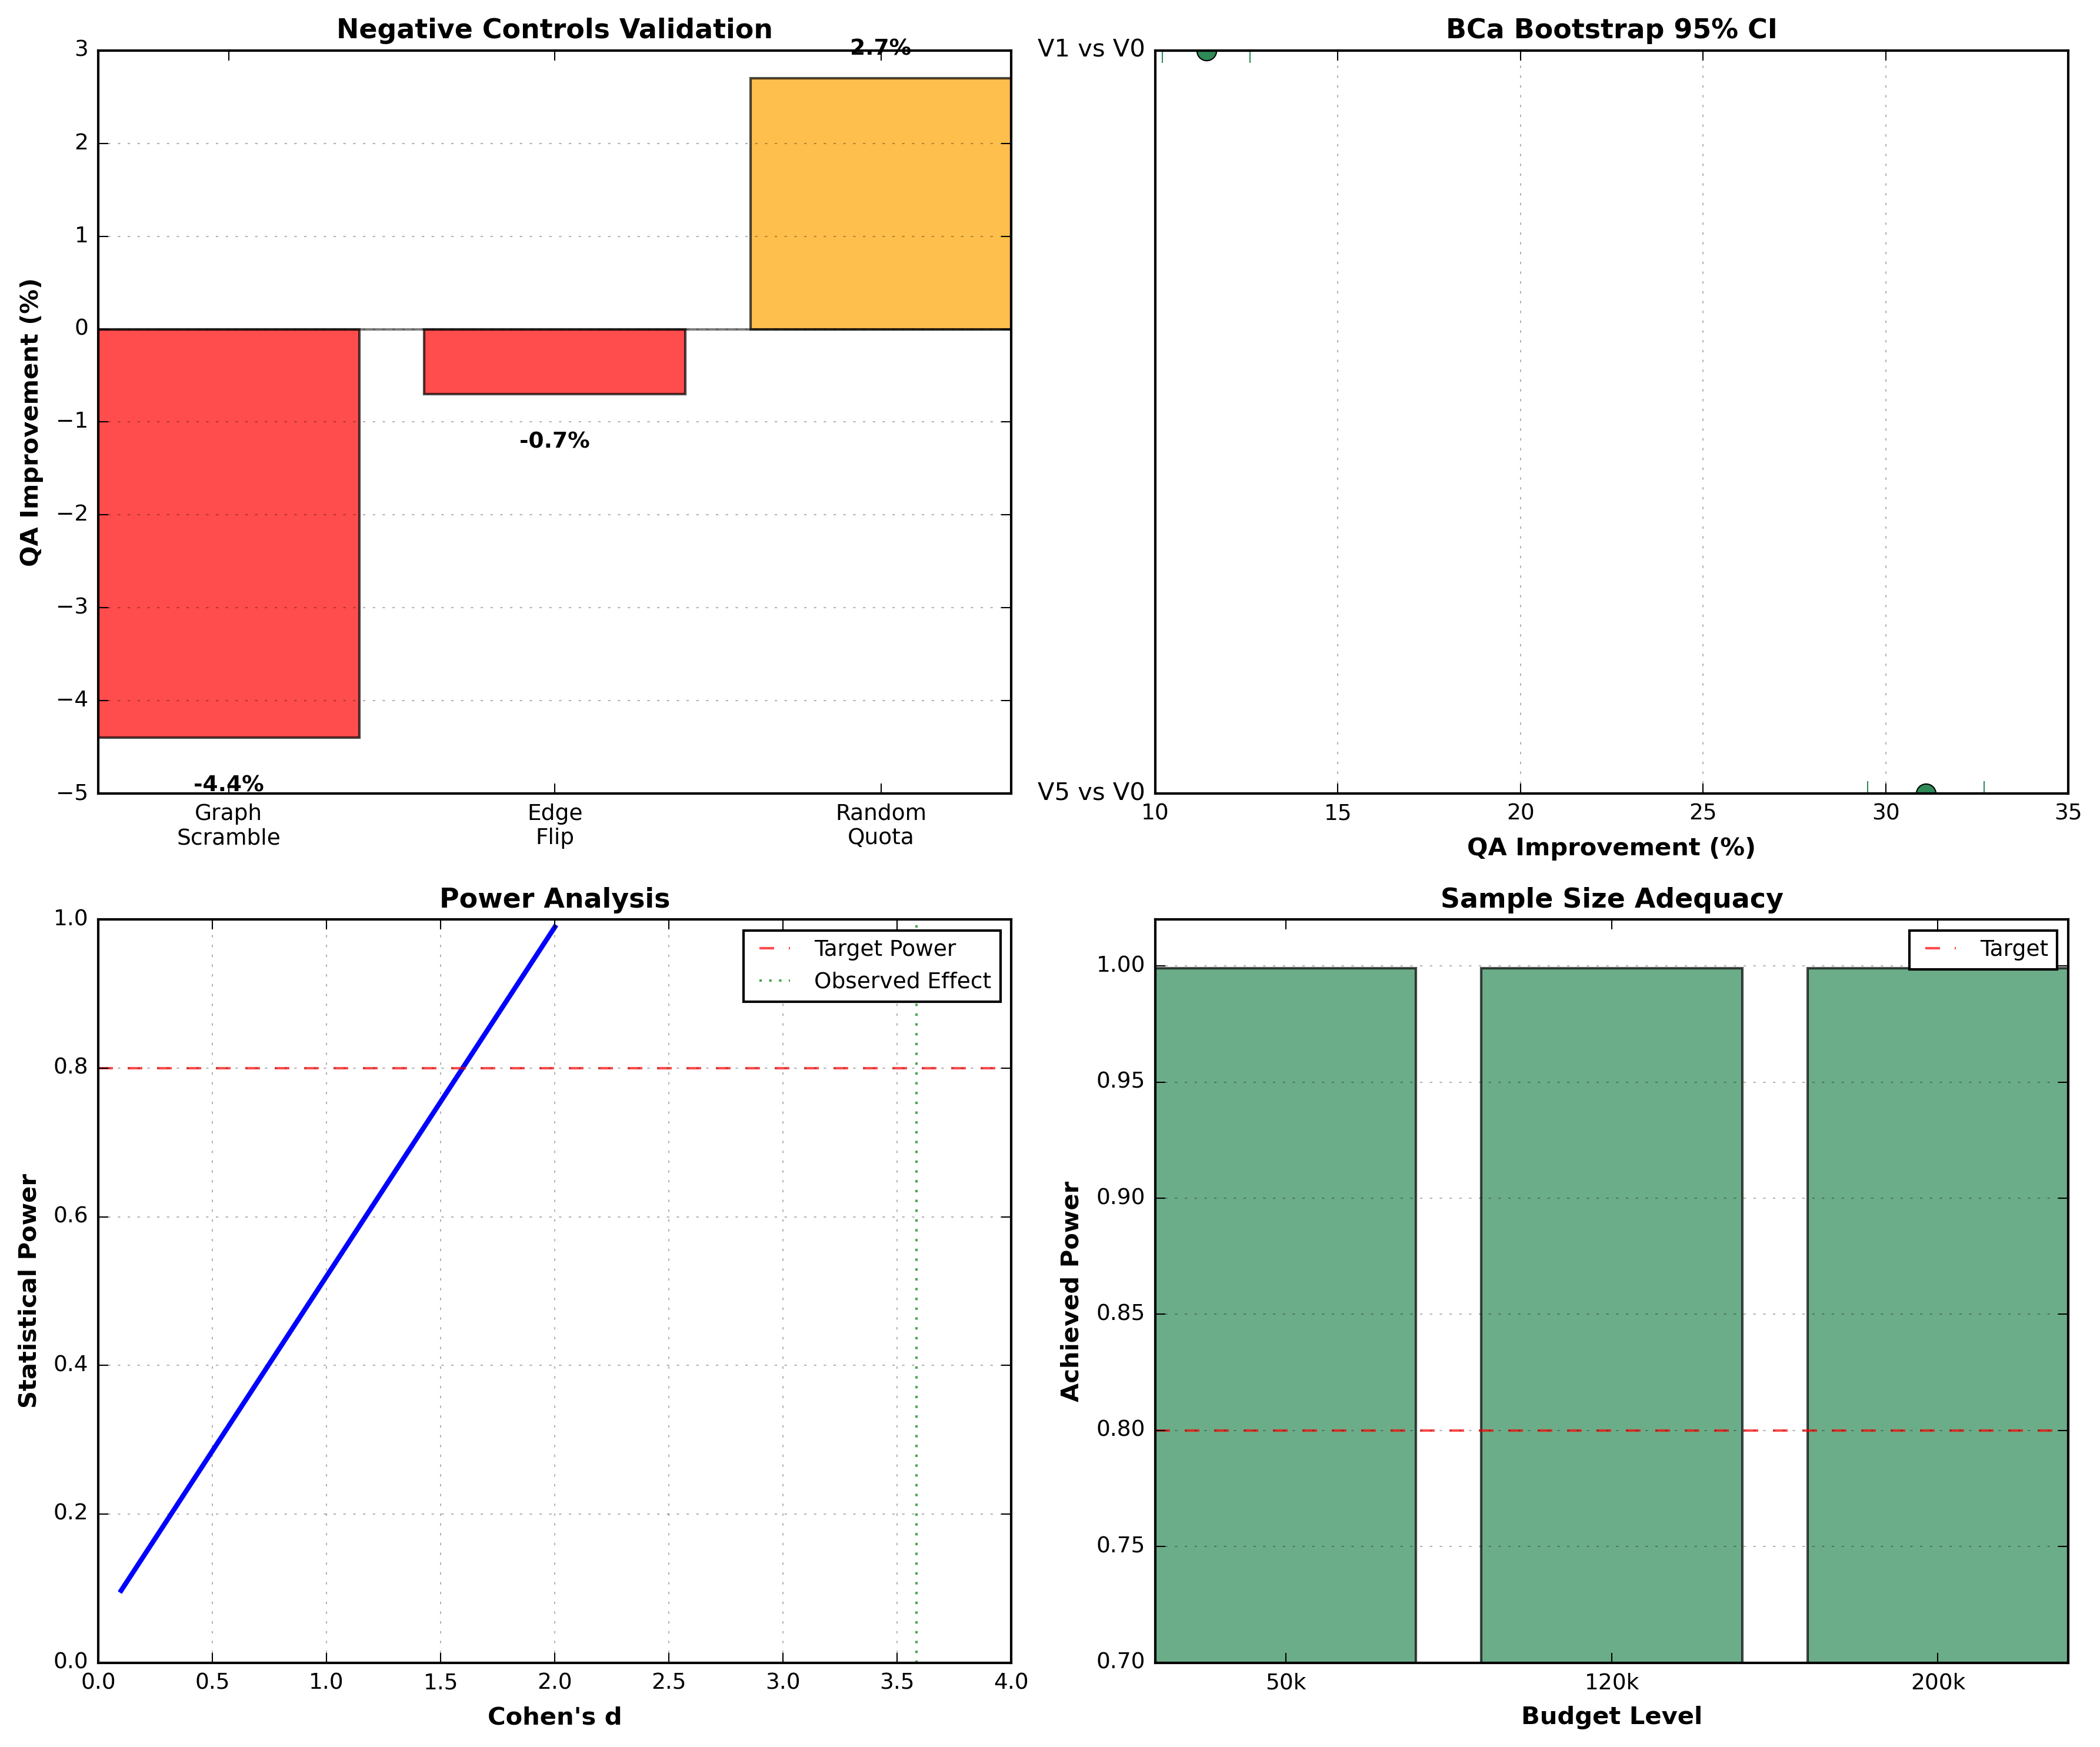 Negative Controls Validation
3
2
1
0
−1
−2
−3
−4
−5
QA Improvement (%)
2.7%
-0.7%
-4.4%
Graph
Scramble
Edge
Flip
Random
Quota
BCa Bootstrap 95% CI
V1 vs V0
V5 vs V0
10
15
20
25
30
35
QA Improvement (%)
Power Analysis
1.0
0.8
0.6
0.4
0.2
0.0
Statistical Power
Target Power
Observed Effect
0.0
0.5
1.0
1.5
2.0
2.5
3.0
3.5
4.0
Cohen's d
Sample Size Adequacy
1.00
0.95
0.90
0.85
0.80
0.75
0.70
Achieved Power
Target
50k
120k
200k
Budget Level